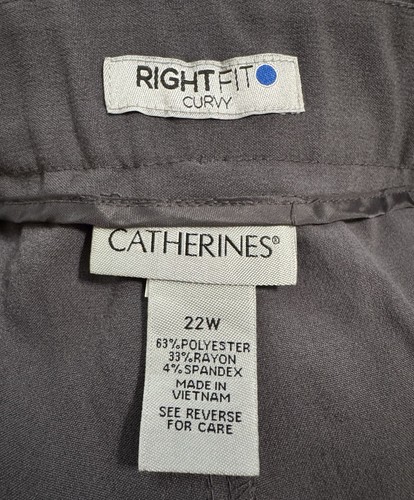 RIGHTFIT
CURVY
CATHERINES®
22W
63%POLYESTER
33%RAYON
4%SPANDEX
MADE IN
VIETNAM
SEE REVERSE
FOR CARE